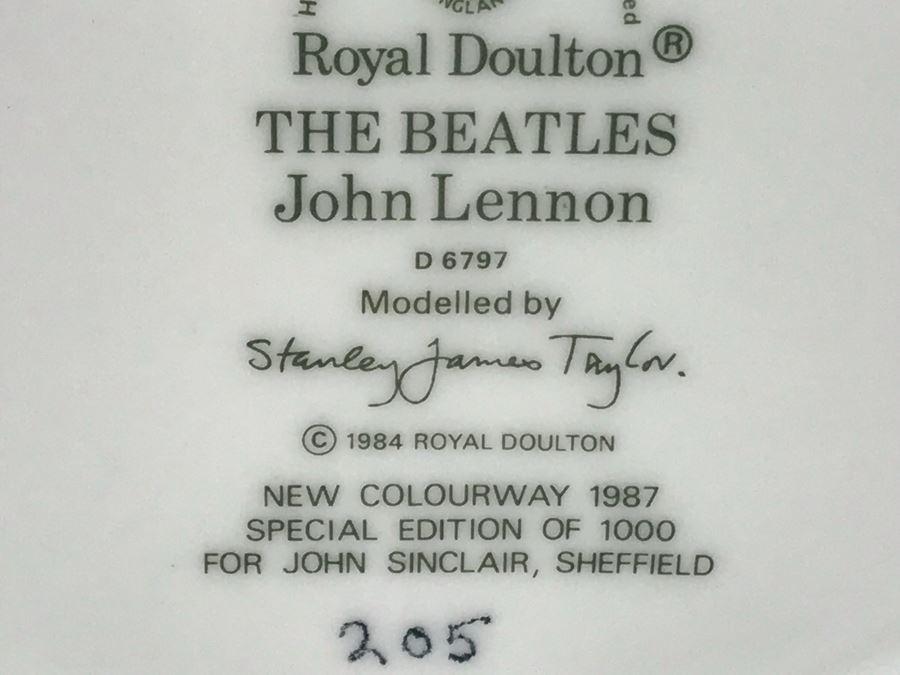 Royal Doulton®
THE BEATLES
John Lennon
D 6797
Modelled by
Stanley James Taylor.
© 1984 ROYAL DOULTON
NEW COLOURWAY 1987
SPECIAL EDITION OF 1000
FOR JOHN SINCLAIR, SHEFFIELD
205